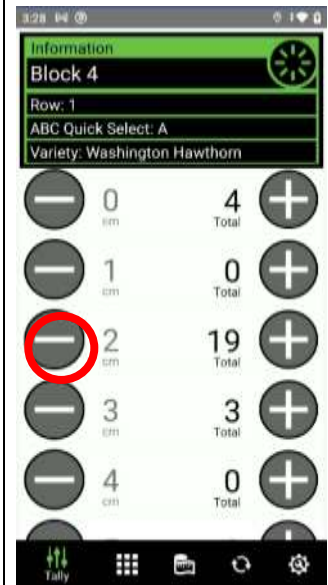 3:28
Information
Block 4
Row: 1
ABC Quick Select: A
Variety: Washington Hawthorn
0 4
cm Total
1 0
cm Total
2 19
cm Total
3 3
cm Total
4 0
cm Total
Tally